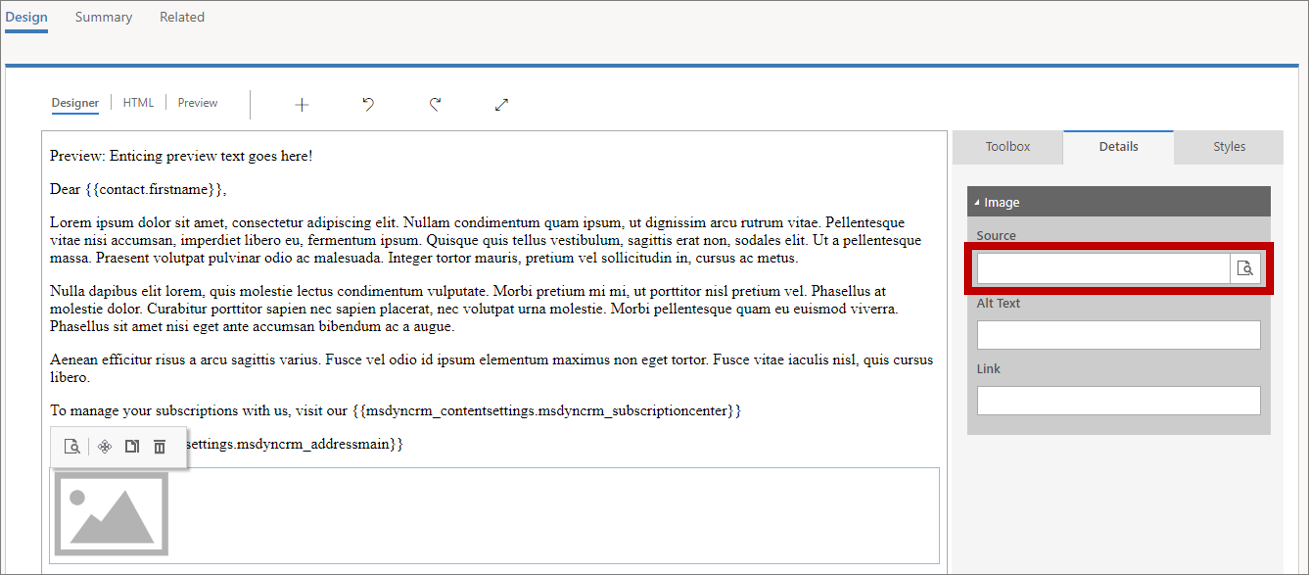 Design Summary Related
Designer HTML Preview
Toolbox Details Styles
Preview: Enticing preview text goes here!
Dear {{contact.firstname}},
Lorem ipsum dolor sit amet, consectetur adipiscing elit. Nullam condimentum quam ipsum, ut dignissim arcu rutrum vitae. Pellentesque
vitae nisi accumsan, imperdiet libero eu, fermentum ipsum. Quisque quis tellus vestibulum, sagittis erat non, sodales elit. Ut a pellentesque
massa. Praesent volutpat pulvinar odio ac malesuada. Integer tortor mauris, pretium vel sollicitudin in, cursus ac metus.
Nulla dapibus elit lorem, quis molestie lectus condimentum vulputate. Morbi pretium mi mi, ut porttitor nisl pretium vel. Phasellus at
molestie dolor. Curabitur porttitor sapien nec sapien placerat, nec volutpat urna molestie. Morbi pellentesque quam eu euismod viverra.
Phasellus sit amet nisi eget ante accumsan bibendum ac a augue.
Aenean efficitur risus a arcu sagittis varius. Fusce vel odio id ipsum elementum maximus non eget tortor. Fusce vitae iaculis nisl, quis cursus
libero.
To manage your subscriptions with us, visit our {{msdyncrm_contentsettings.msdyncrm_subscriptioncenter}}
settings.msdyncrm_addressmain}}
Image
Source
Alt Text
Link